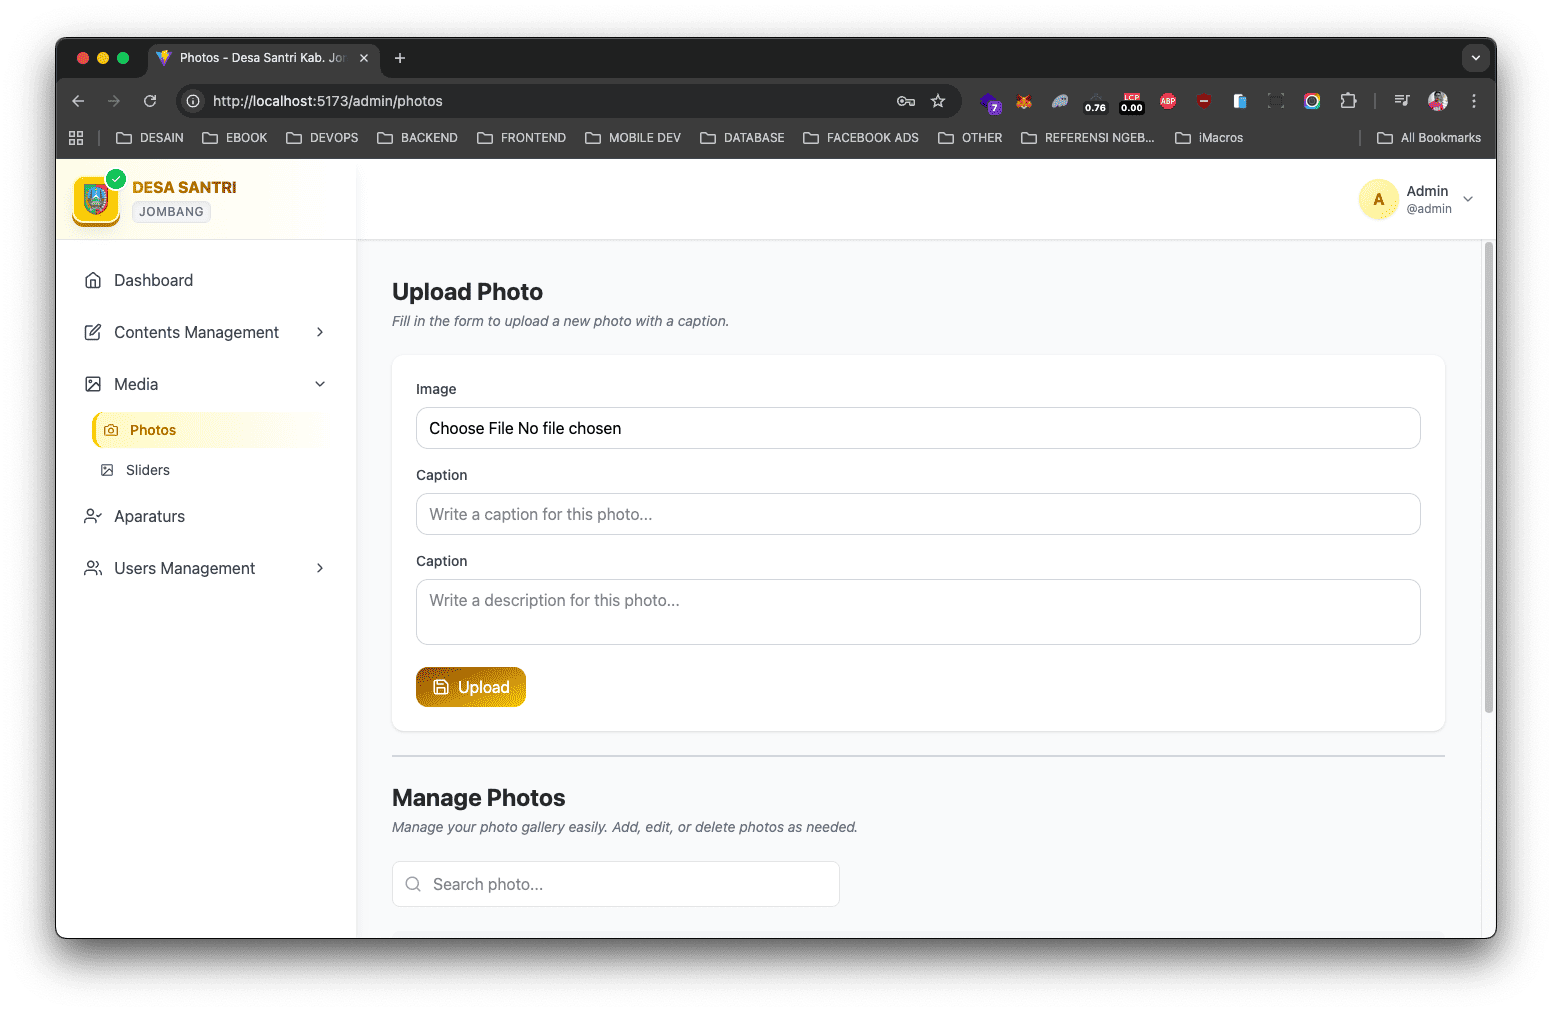 Photos - Desa Santri Kab. Jor
http://localhost:5173/admin/photos
7
0.76
LCP
0.00
ABP
DESAIN
EBOOK
DEVOPS
BACKEND
FRONTEND
MOBILE DEV
DATABASE
FACEBOOK ADS
OTHER
REFERENSI NGEB...
iMacros
All Bookmarks
DESA SANTRI
JOMBANG
A
Admin
@admin
Dashboard
Contents Management
Media
Photos
Sliders
Aparaturs
Users Management
Upload Photo
Fill in the form to upload a new photo with a caption.
Image
Choose File No file chosen
Caption
Write a caption for this photo...
Caption
Write a description for this photo...
Upload
Manage Photos
Manage your photo gallery easily. Add, edit, or delete photos as needed.
Search photo...